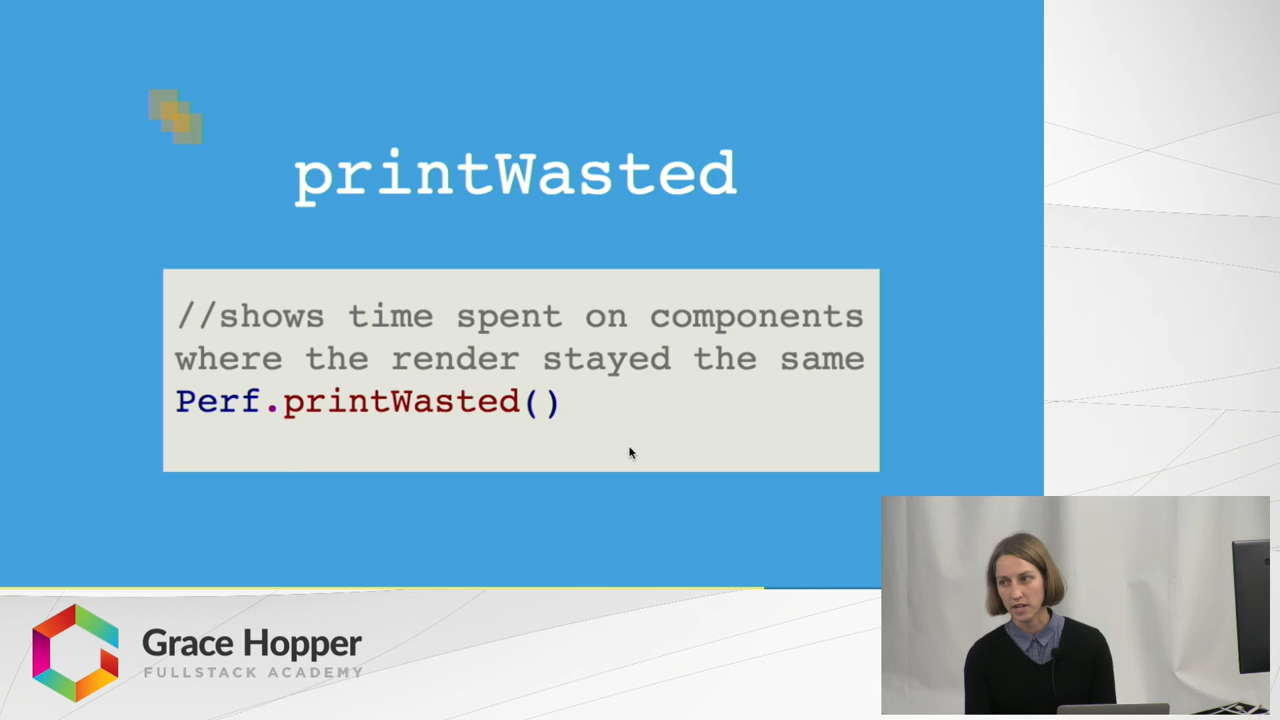 printWasted
//shows time spent on components
where the render stayed the same
Perf.printWasted()
Grace Hopper
FULLSTACK ACADEMY